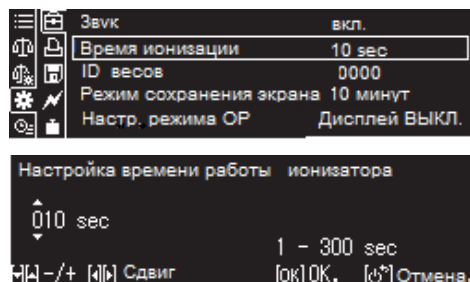 Звук вкл.
Время ионизации 10 sec
ID весов 0000
Режим сохранения экрана 10 минут
Настр. режима ОР Дисплей ВЫКЛ.
Настройка времени работы ионизатора
010 sec
1 - 300 sec
-/+ Сдвиг [OK]OK. Отмена.